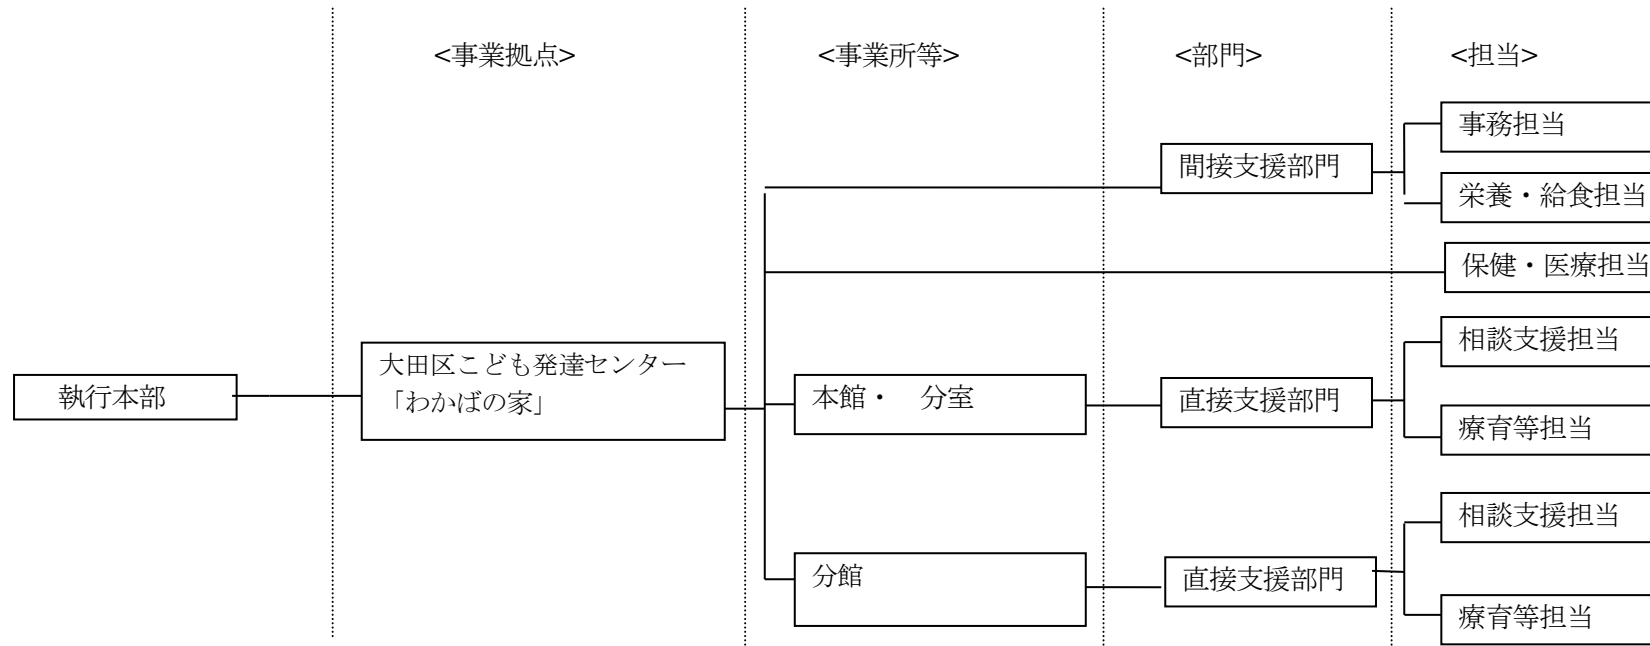 <事業拠点>
<事業所等>
<部門>
<担当>
事務担当
間接支援部門
栄養・給食担当
保健・医療担当
相談支援担当
大田区こども発達センター
「わかばの家」
執行本部
本館・　分室
直接支援部門
療育等担当
相談支援担当
分館
直接支援部門
療育等担当